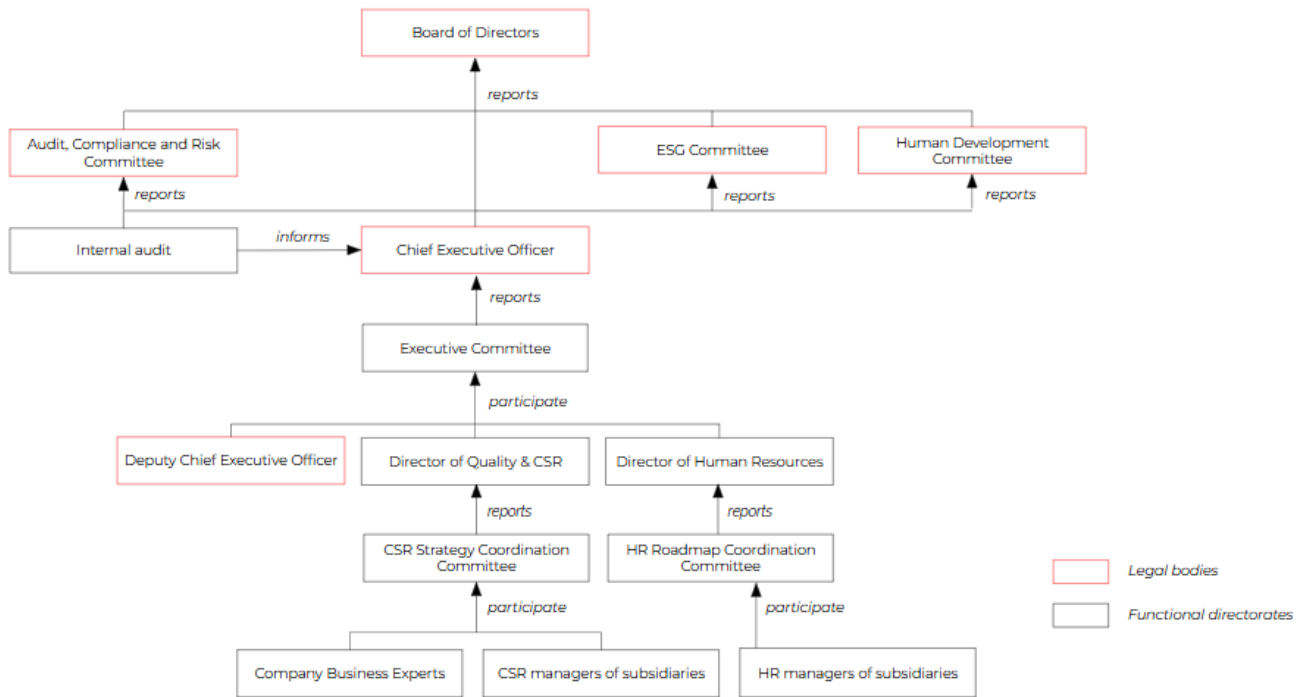 Board of Directors
reports
Audit, Compliance and Risk
Committee
ESG Committee
Human Development
Committee
reports
reports
reports
Internal audit
informs
Chief Executive Officer
reports
Executive Committee
participate
Deputy Chief Executive Officer
Director of Quality & CSR
Director of Human Resources
reports
reports
CSR Strategy Coordination
Committee
HR Roadmap Coordination
Committee
Legal bodies
participate
participate
Functional directorates
Company Business Experts
CSR managers of subsidiaries
HR managers of subsidiaries